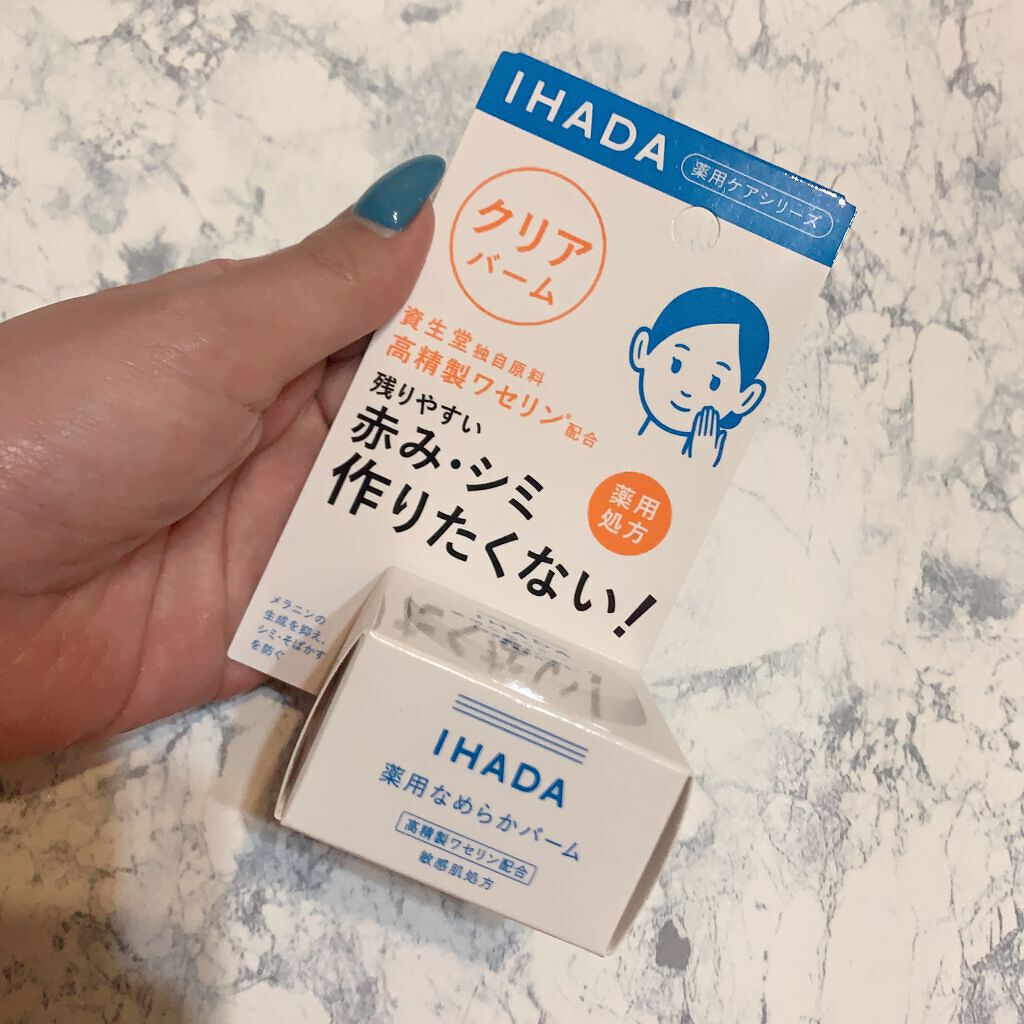 IHADA 薬用ケアシリーズ
クリア
バーム
資生堂独自原料
高精製ワセリン*配合
残りやすい
赤み・シミ
作りたくない!
薬用
処方
メラニンの
生成を抑え、
シミ・そばかす
を防ぐ
IHADA
IHADA
薬用なめらかバーム
高精製ワセリン配合
敏感肌処方